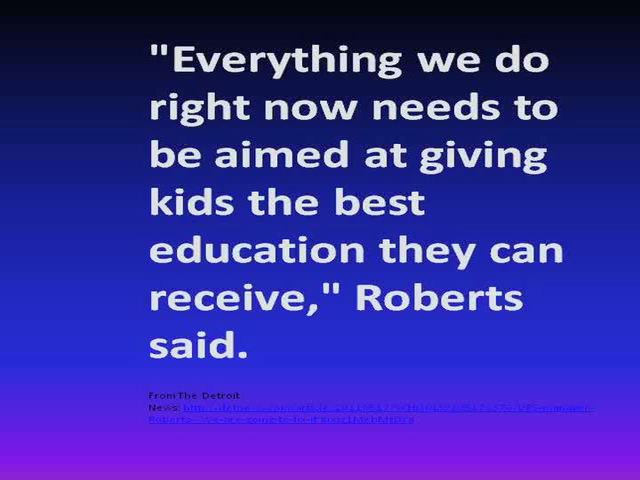 "Everything we do
right now needs to
be aimed at giving
kids the best
education they can
receive," Roberts
said.
From The Detroit
News: